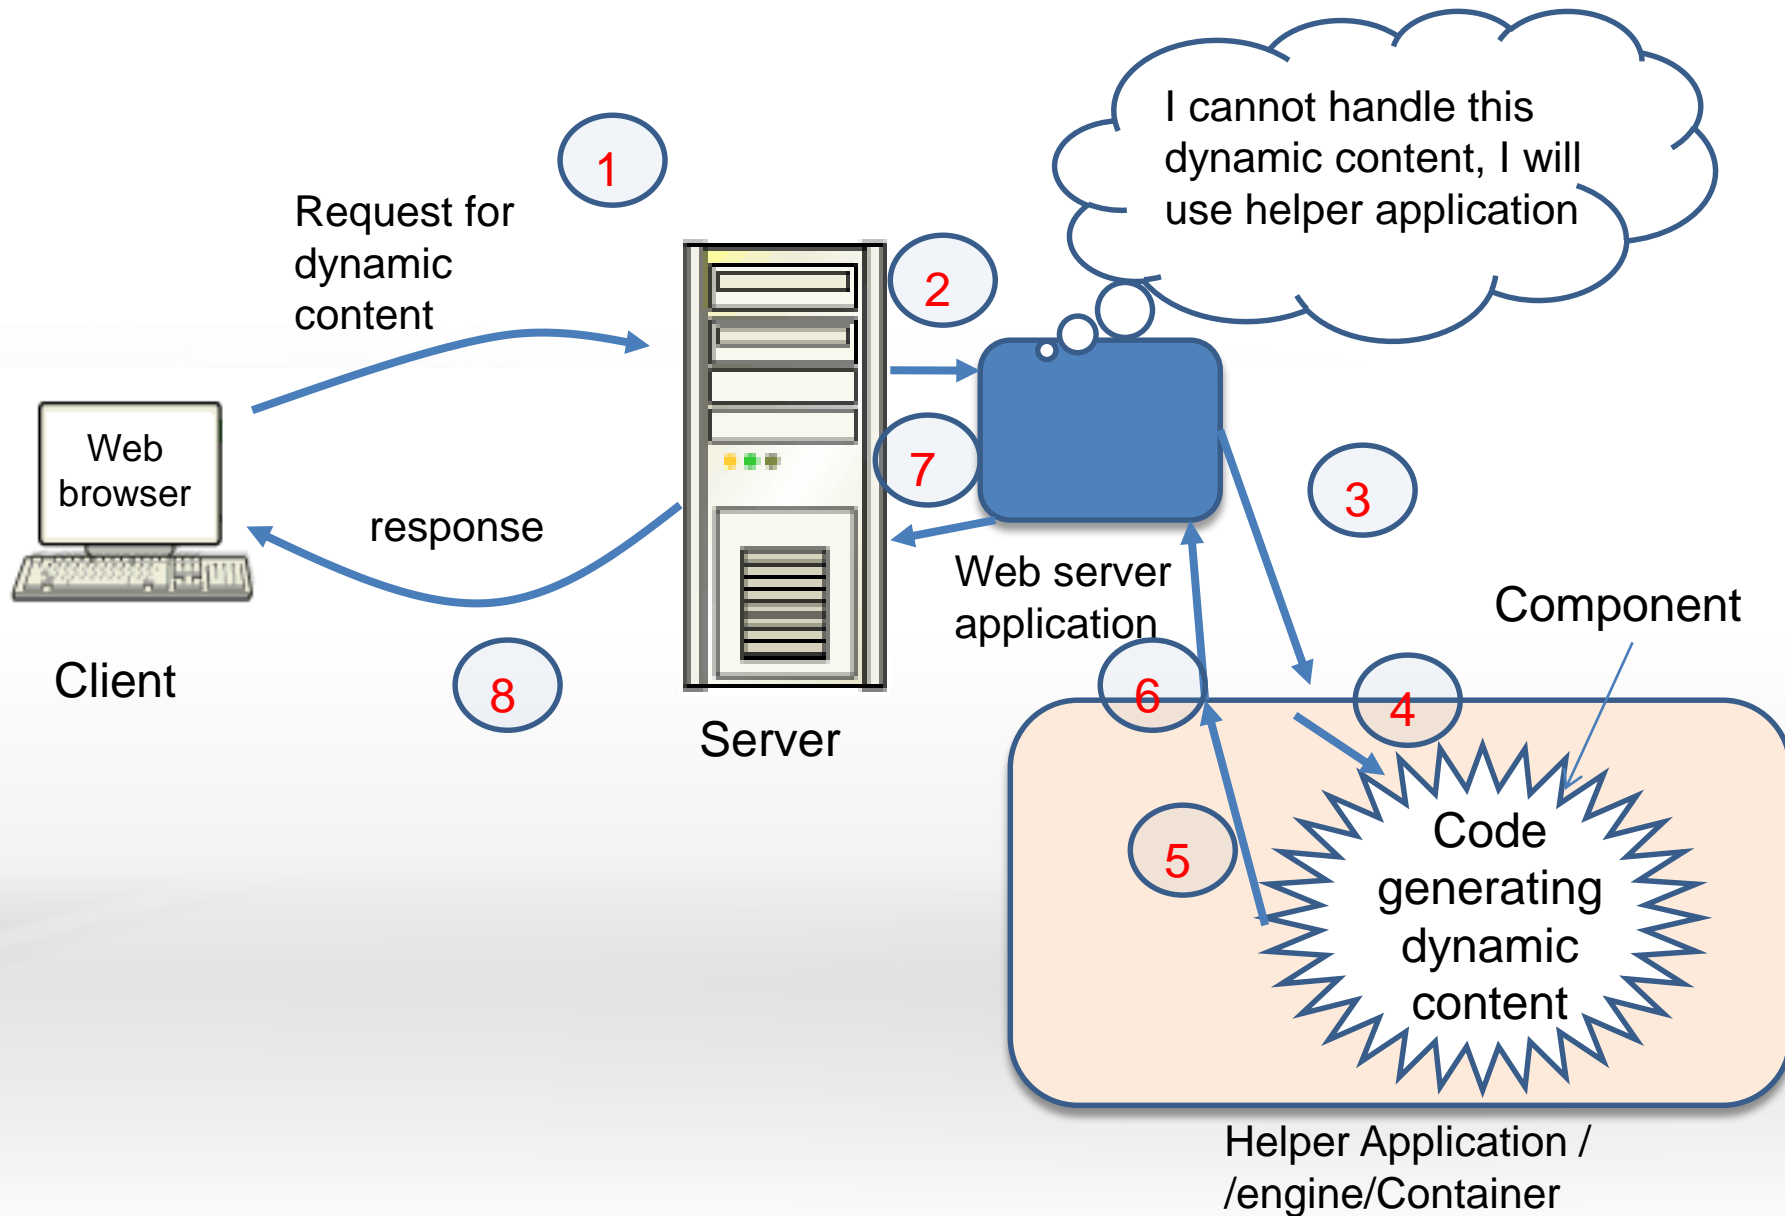 I cannot handle this
dynamic content, I will
use helper application
1
Request for
dynamic
content
2
Web
browser
7
3
response
Web server
application
Component
Client
8
6
4
Server
5
Code
generating
dynamic
content
Helper Application /
/engine/Container